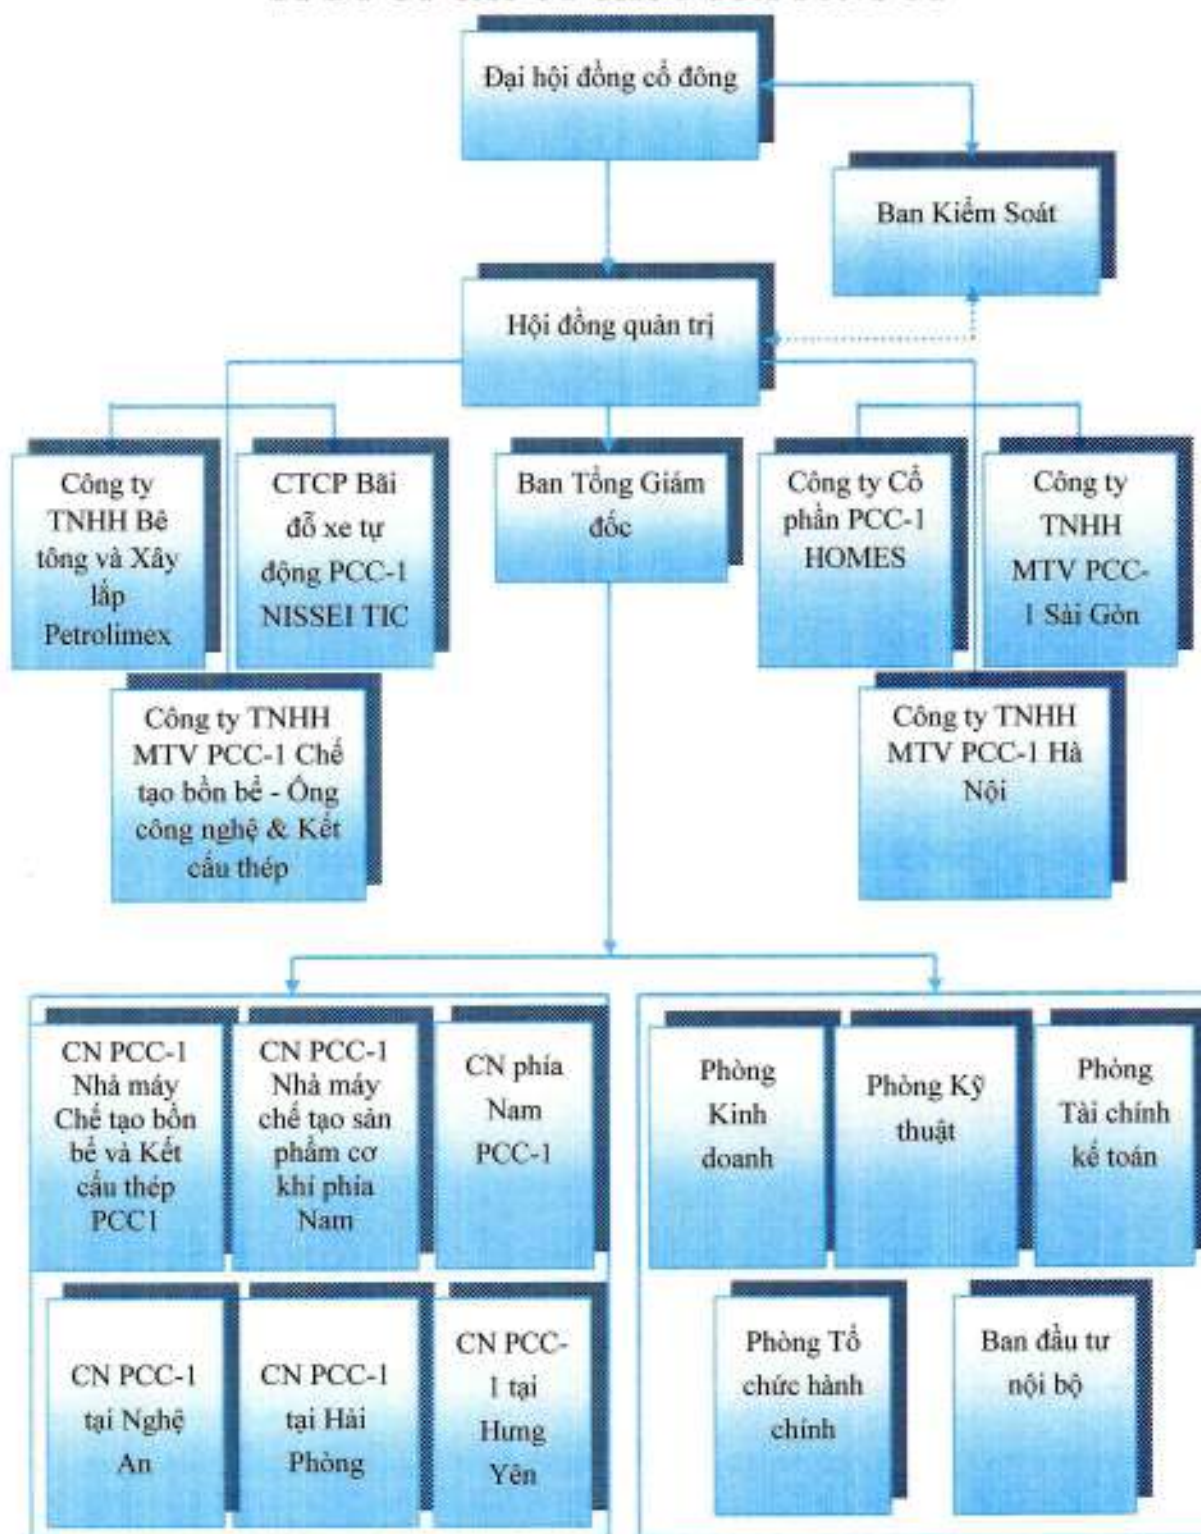 Đại hội đồng cổ đông
Ban Kiểm Soát
Hội đồng quản trị
Công ty
TNHH Bê
tông và Xây
lắp
Petrolimex
CTCP Bãi
đỗ xe tự
động PCC-1
NISSEI TIC
Ban Tổng Giám
đốc
Công ty Cổ
phần PCC-1
HOMES
Công ty
TNHH
MTV PCC-
1 Sài Gòn
Công ty TNHH
MTV PCC-1 Chế
tạo bồn bể - Ông
công nghệ & Kết
cấu thép
Công ty TNHH
MTV PCC-1 Hà
Nội
CN PCC-1
Nhà máy
Chế tạo bồn
bể và Kết
cấu thép
PCC1
CN PCC-1
Nhà máy
chế tạo sản
phẩm cơ
khí phía
Nam
CN phía
Nam
PCC-1
Phòng
Kinh
doanh
Phòng Kỹ
thuật
Phòng
Tài chính
kế toán
CN PCC-1
tại Nghệ
An
CN PCC-1
tại Hải
Phòng
CN PCC-
1 tại
Hưng
Yên
Phòng Tổ
chức hành
chính
Ban đầu tư
nội bộ